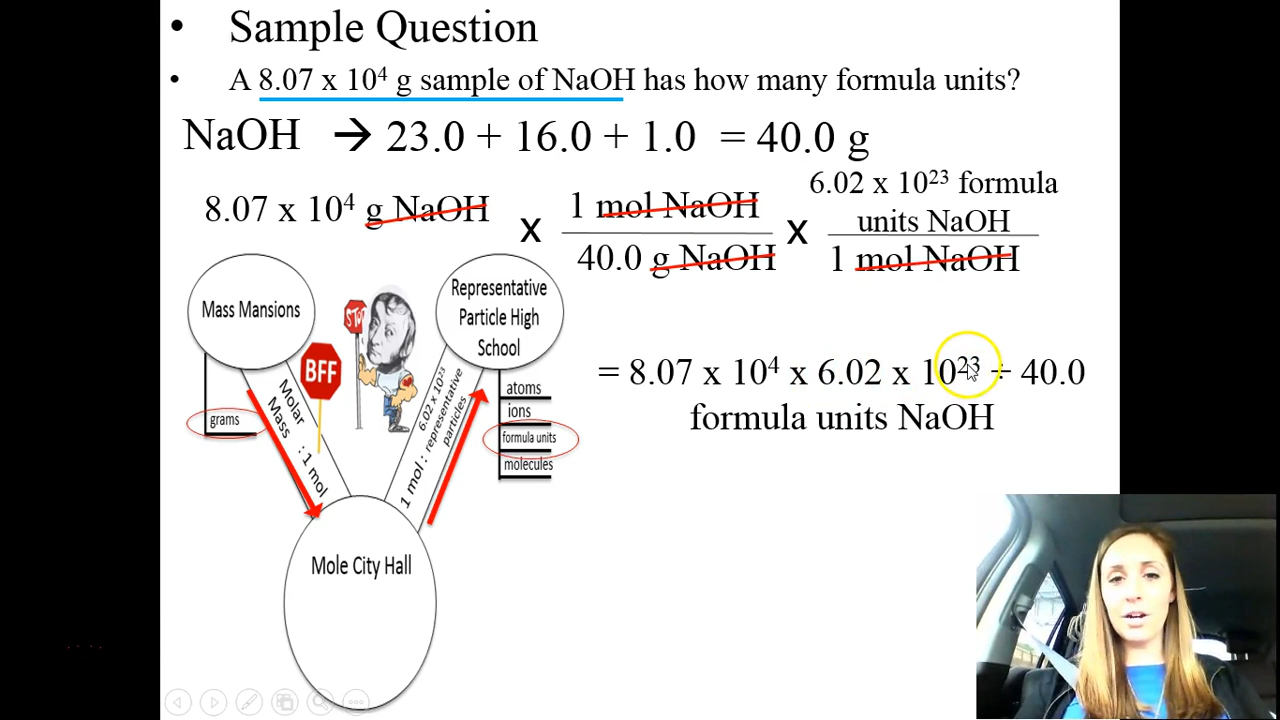 • Sample Question
• A 8.07 x 10⁴ g sample of NaOH has how many formula units?
NaOH → 23.0 + 16.0 + 1.0 = 40.0 g
8.07 x 10⁴ g NaOH x 1 mol NaOH x 6.02 x 10²³ formula
units NaOH
40.0 g NaOH 1 mol NaOH
Mass Mansions
grams
Molar Mass : 1 mol
BFF
STOP
Representative
Particle High
School
1 mol : 6.02 x 10²³ representative particles
atoms
ions
formula units
molecules
Mole City Hall
= 8.07 x 10⁴ x 6.02 x 10²³ ÷ 40.0
formula units NaOH